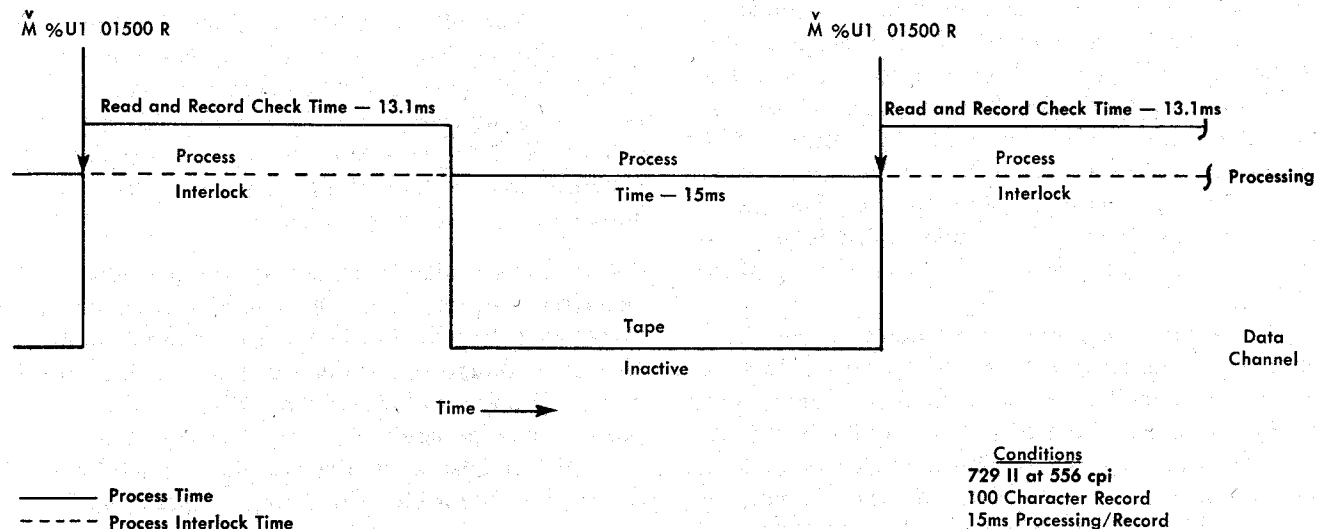 v v
M %U1 01500 R M %U1 01500 R
Read and Record Check Time — 13.1ms Read and Record Check Time — 13.1ms
Process Process Process
Interlock Time — 15ms Interlock Processing
Tape
Inactive
Data
Channel
Time
Conditions
729 II at 556 cpi
100 Character Record
15ms Processing/Record
Process Time
Process Interlock Time